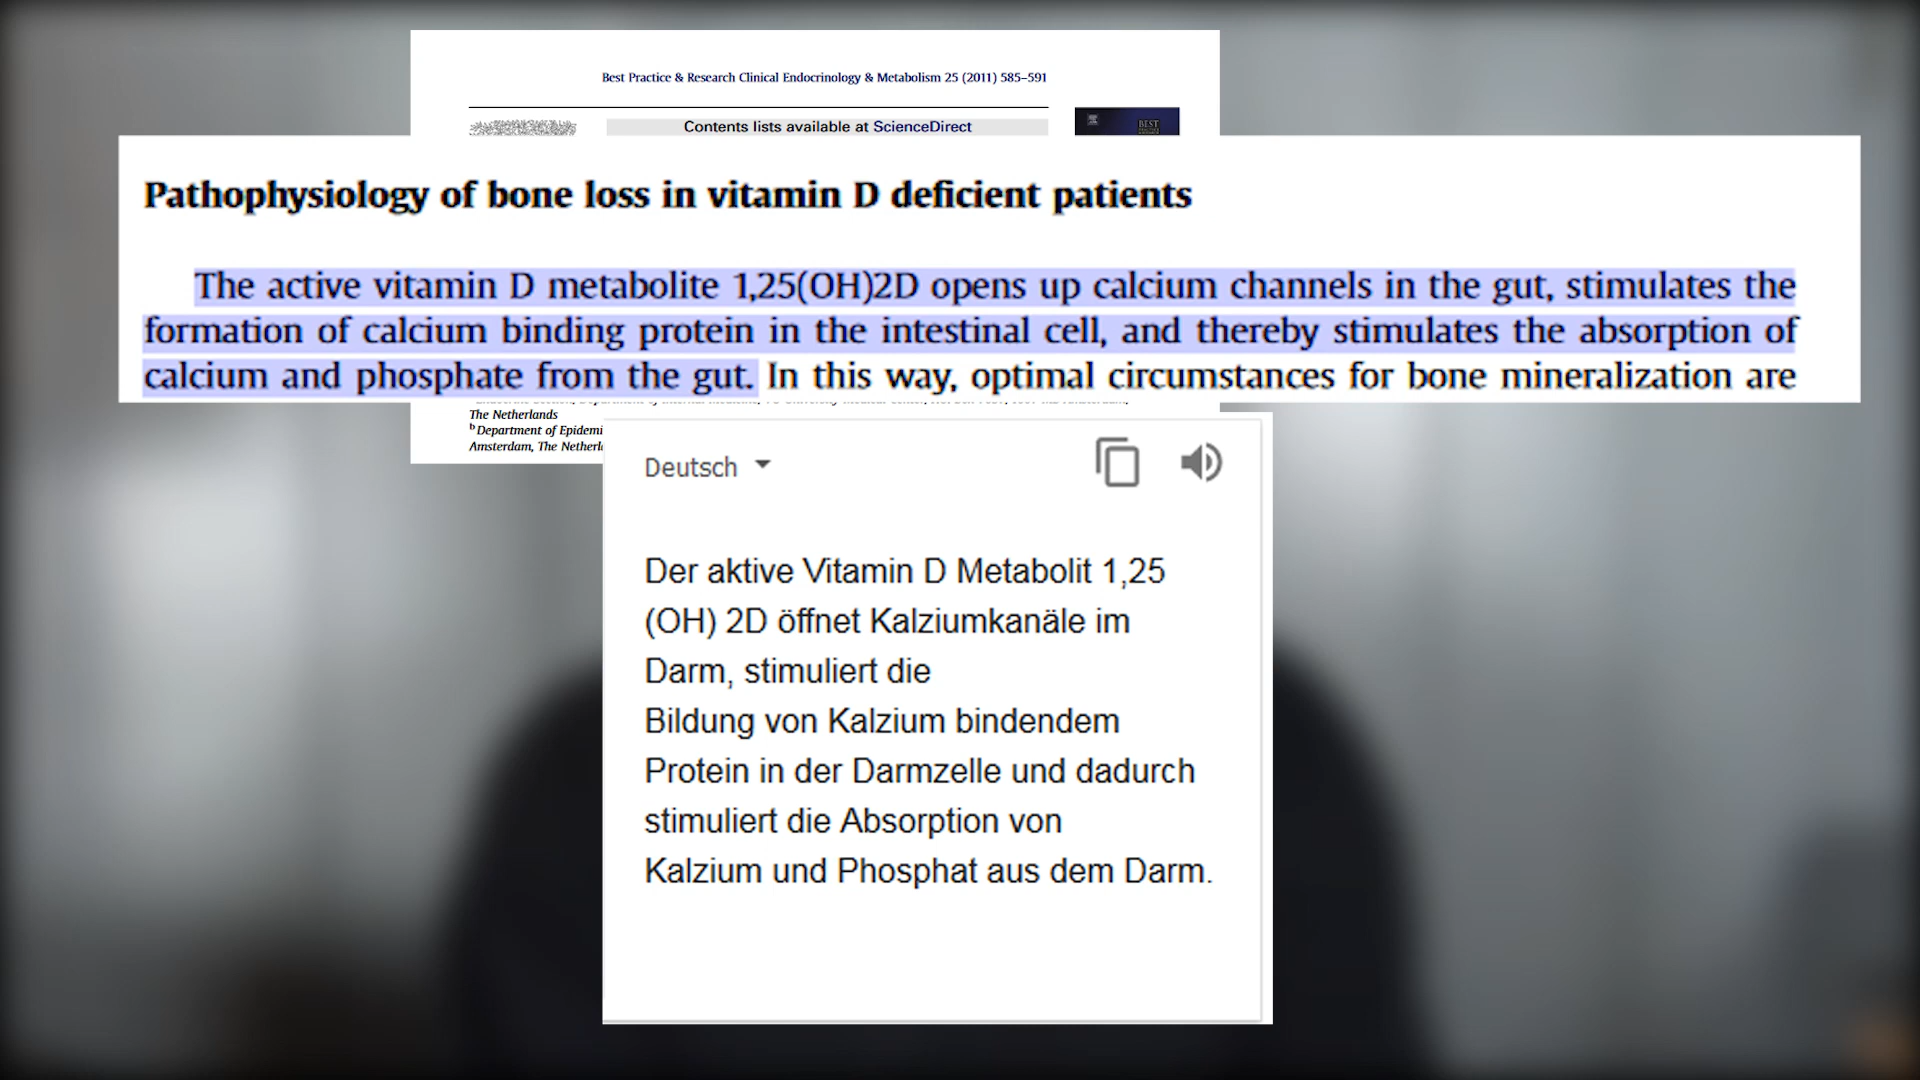 Best Practice & Research Clinical Endocrinology & Metabolism 25 (2011) 585–591
Contents lists available at ScienceDirect
BEST
Pathophysiology of bone loss in vitamin D deficient patients
The active vitamin D metabolite 1,25(OH)2D opens up calcium channels in the gut, stimulates the
formation of calcium binding protein in the intestinal cell, and thereby stimulates the absorption of
calcium and phosphate from the gut. In this way, optimal circumstances for bone mineralization are
The Netherlands
b Department of Epidemi
Amsterdam, The Netherl
Deutsch
Der aktive Vitamin D Metabolit 1,25
(OH) 2D öffnet Kalziumkanäle im
Darm, stimuliert die
Bildung von Kalzium bindendem
Protein in der Darmzelle und dadurch
stimuliert die Absorption von
Kalzium und Phosphat aus dem Darm.